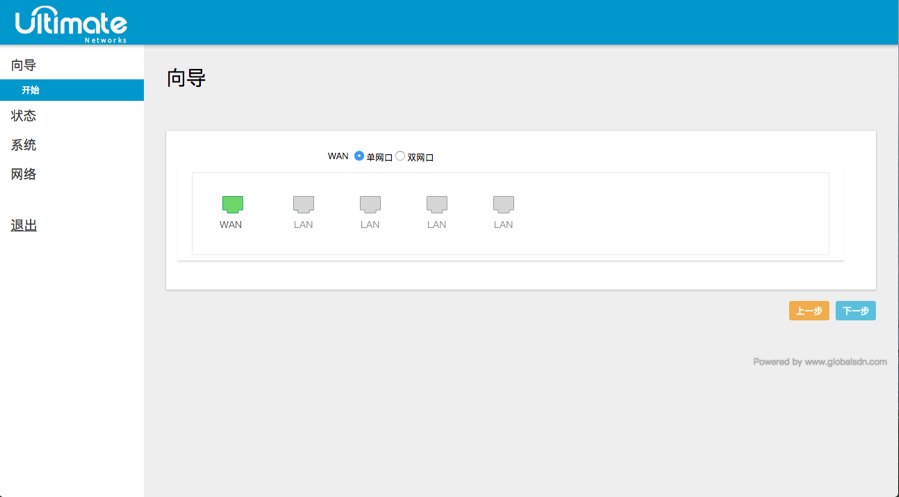 Ultimate
Networks
向导
开始
状态
系统
网络
退出
向导
WAN 单网口 双网口
WAN LAN LAN LAN LAN
上一步 下一步
Powered by www.globalsdn.com